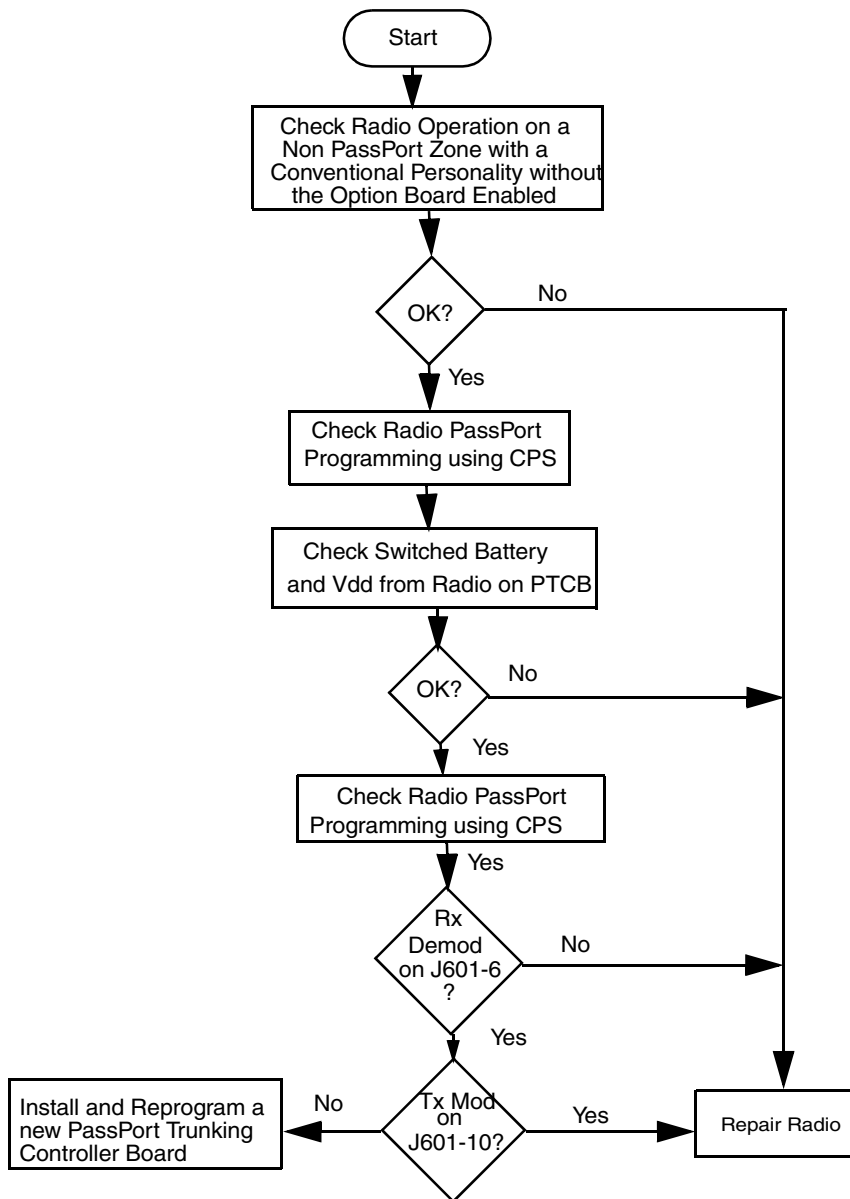 Start
Check Radio Operation on a
Non PassPort Zone with a
Conventional Personality without
the Option Board Enabled
OK?
No
Yes
Check Radio PassPort
Programming using CPS
Check Switched Battery
and Vdd from Radio on PTCB
OK?
No
Yes
Check Radio PassPort
Programming using CPS
Yes
Rx
Demod
on J601-6
?
No
Yes
Tx Mod
on
J601-10?
No
Yes
Install and Reprogram a
new PassPort Trunking
Controller Board
Repair Radio